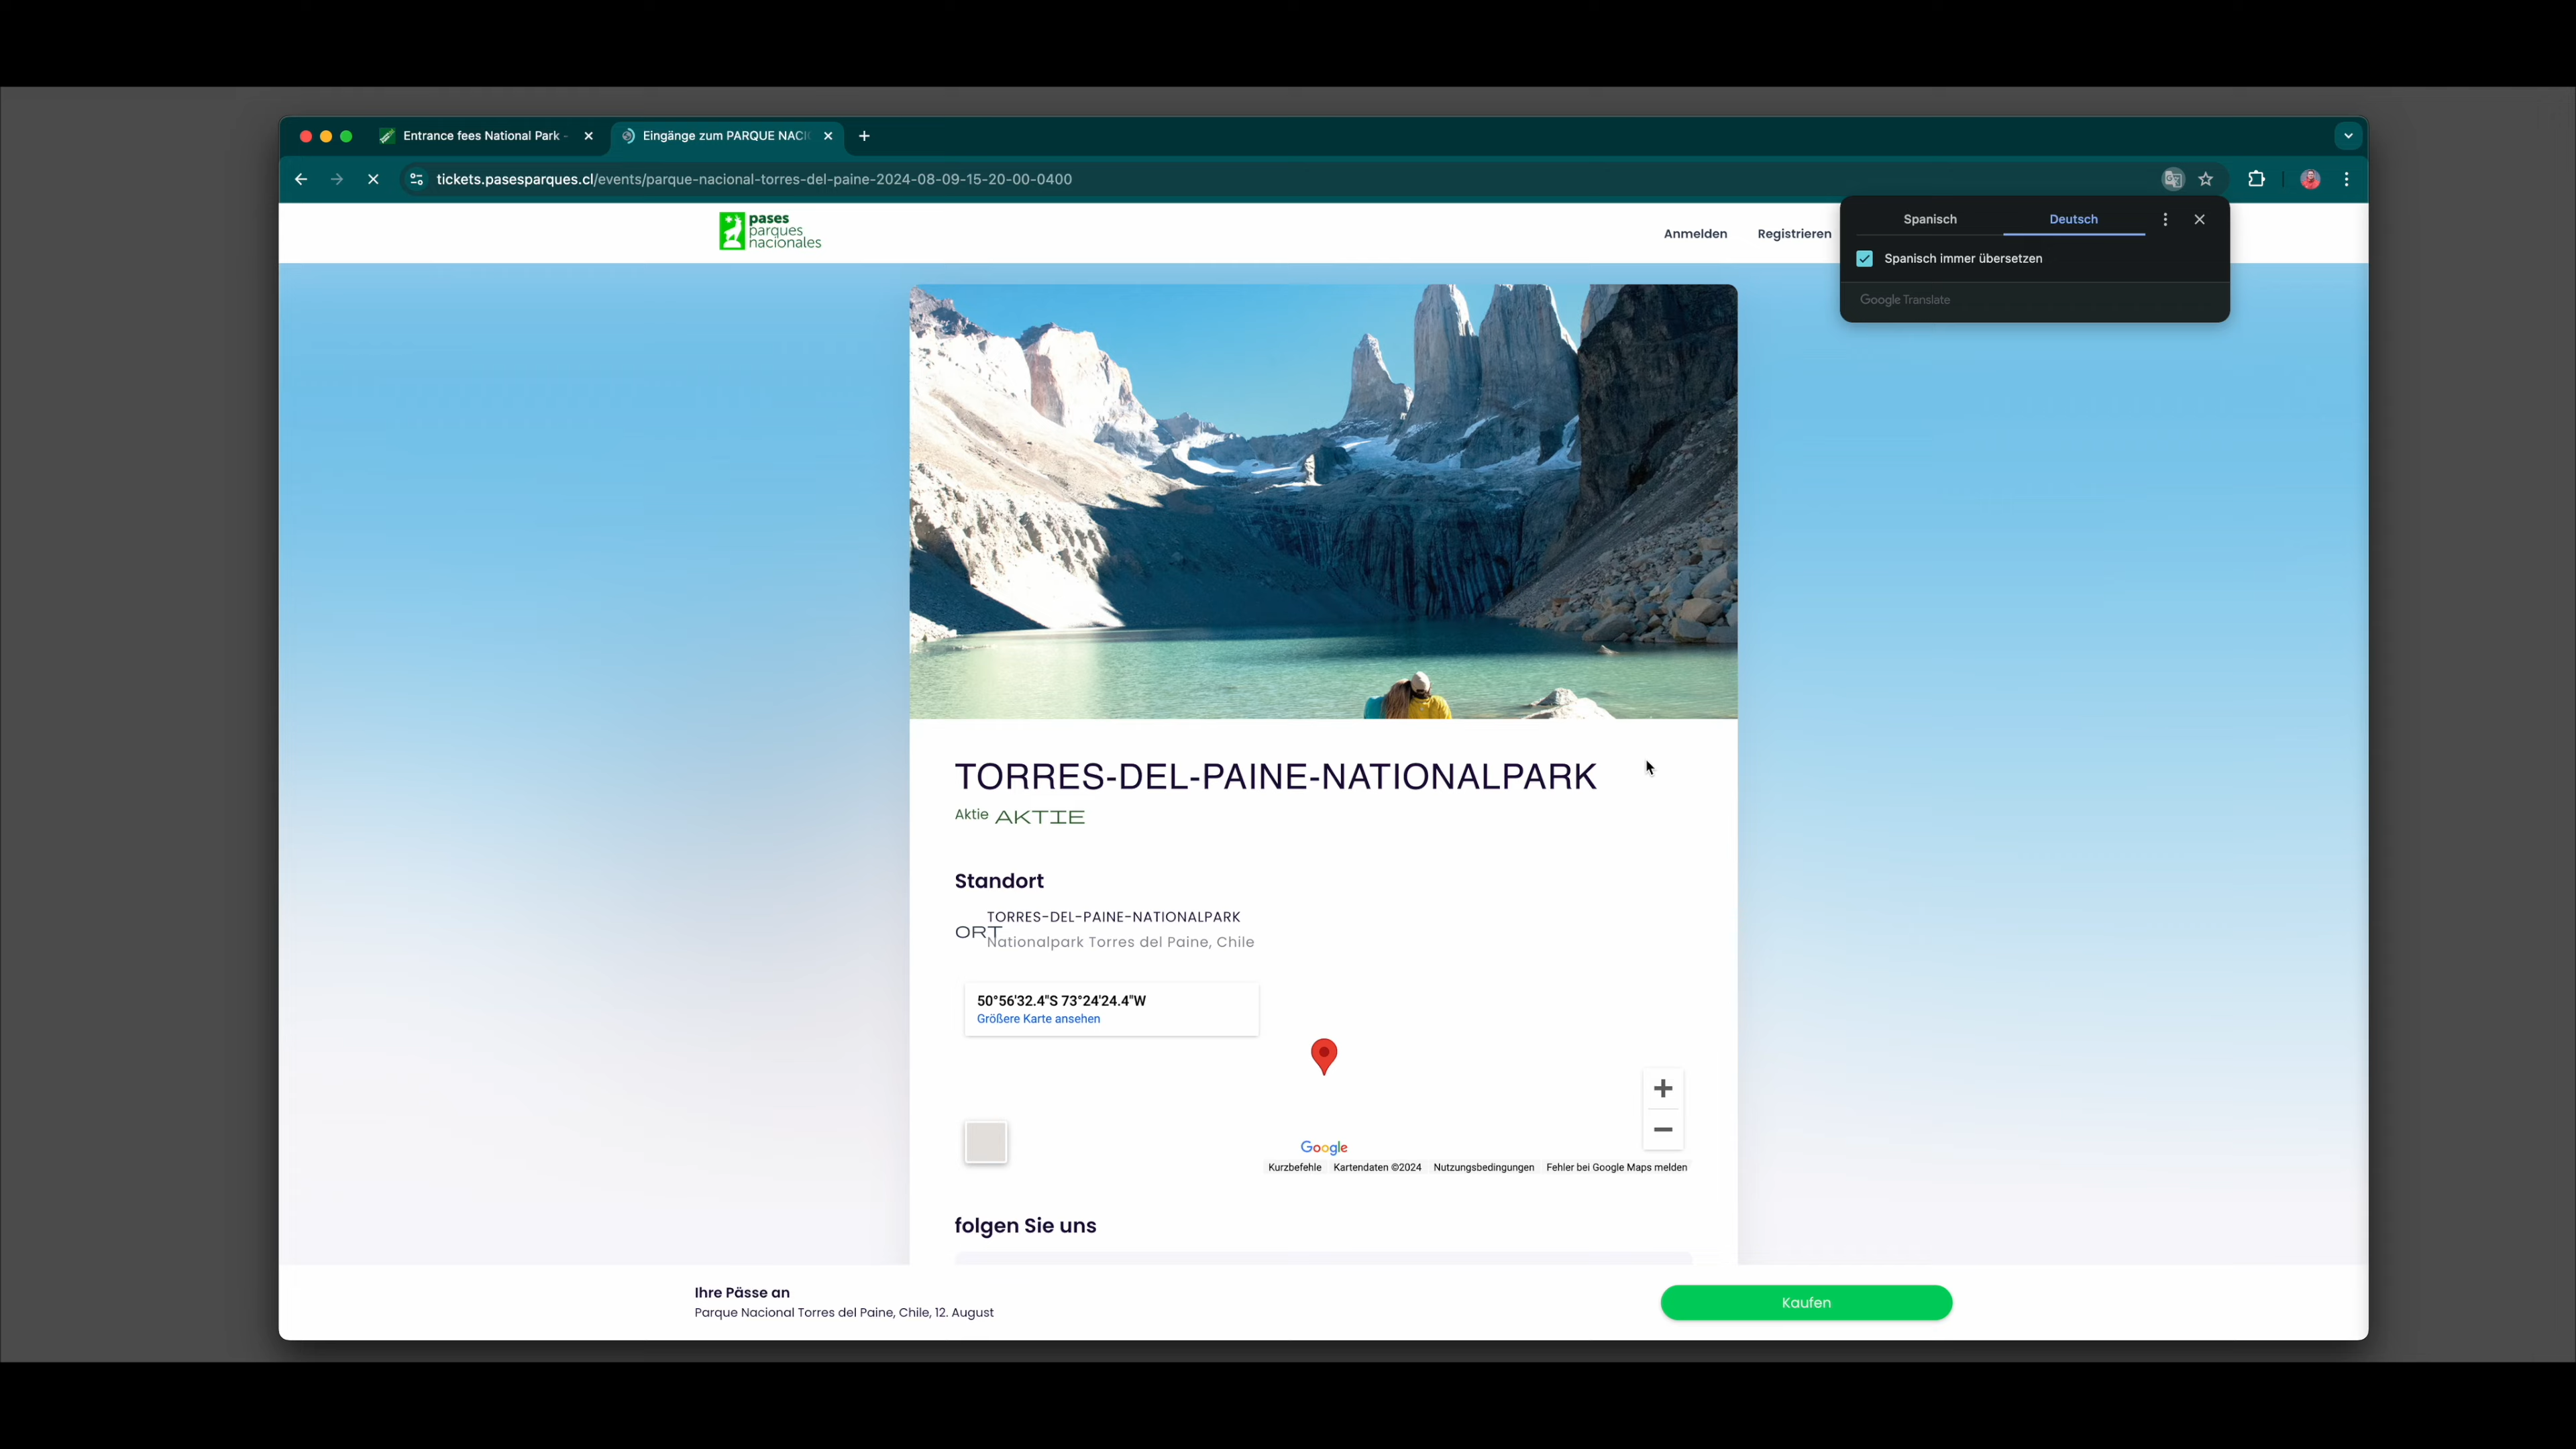 Entrance fees National Park -
Eingänge zum PARQUE NACI
tickets.pasesparques.cl/events/parque-nacional-torres-del-paine-2024-08-09-15-20-00-0400
pases
parques
nacionales
Anmelden
Registrieren
Spanisch
Deutsch
Spanisch immer übersetzen
Google Translate
TORRES-DEL-PAINE-NATIONALPARK
Aktie AKTIE
Standort
TORRES-DEL-PAINE-NATIONALPARK
ORT
Nationalpark Torres del Paine, Chile
50°56'32.4"S 73°24'24.4"W
Größere Karte ansehen
Google
Kurzbefehle Kartendaten ©2024 Nutzungsbedingungen Fehler bei Google Maps melden
folgen Sie uns
Ihre Pässe an
Parque Nacional Torres del Paine, Chile, 12. August
Kaufen